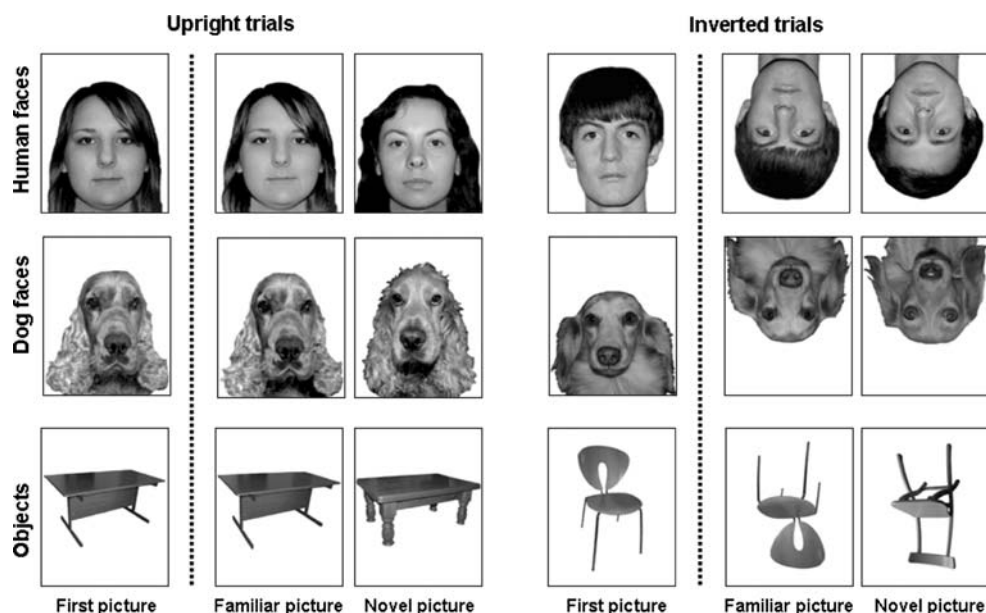 Upright trials
Inverted trials
Human faces
Dog faces
Objects
First picture
Familiar picture
Novel picture
First picture
Familiar picture
Novel picture